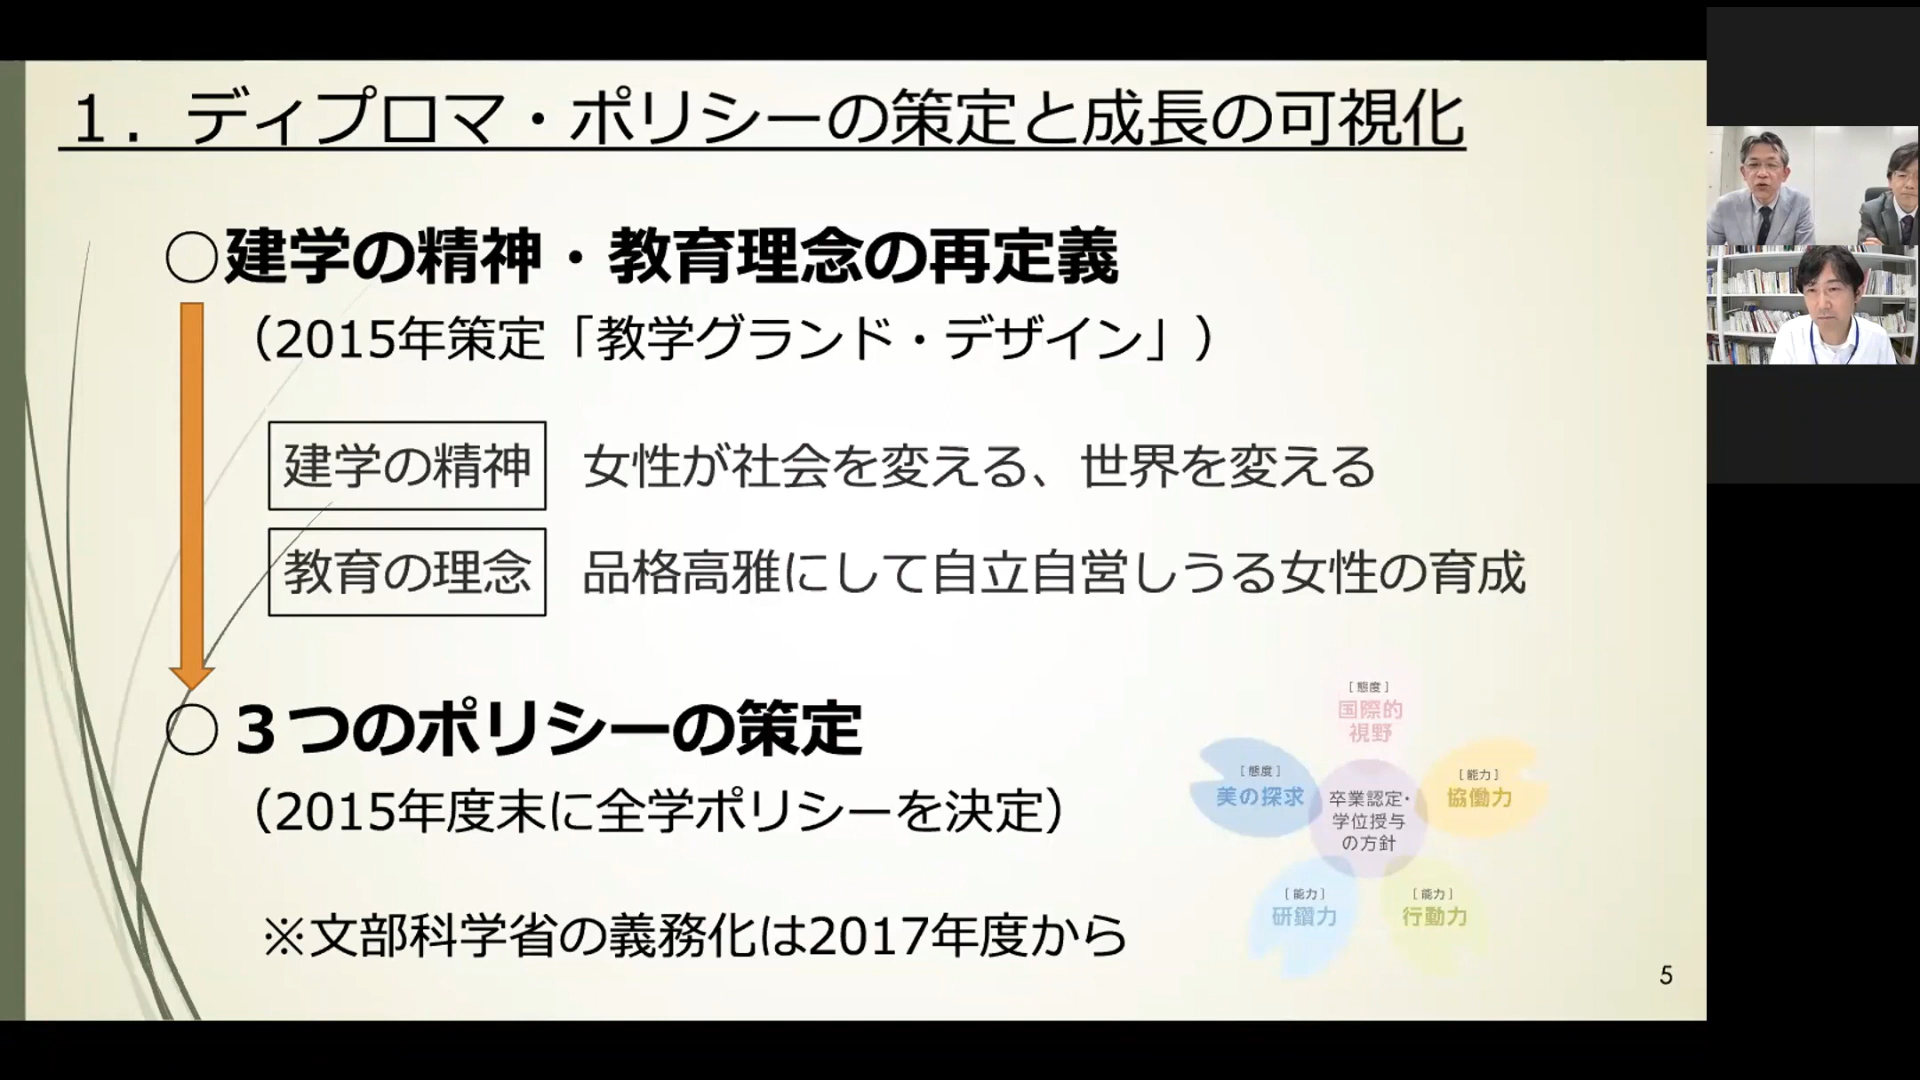 １．ディプロマ・ポリシーの策定と成長の可視化
○建学の精神・教育理念の再定義
（2015年策定「教学グランド・デザイン」）
建学の精神 女性が社会を変える、世界を変える
教育の理念 品格高雅にして自立自営しうる女性の育成
○３つのポリシーの策定
（2015年度末に全学ポリシーを決定）
※文部科学省の義務化は2017年度から
［態度］
国際的
視野
［態度］
美の探求
［能力］
協働力
卒業認定・
学位授与
の方針
［能力］
研鑽力
［能力］
行動力
5